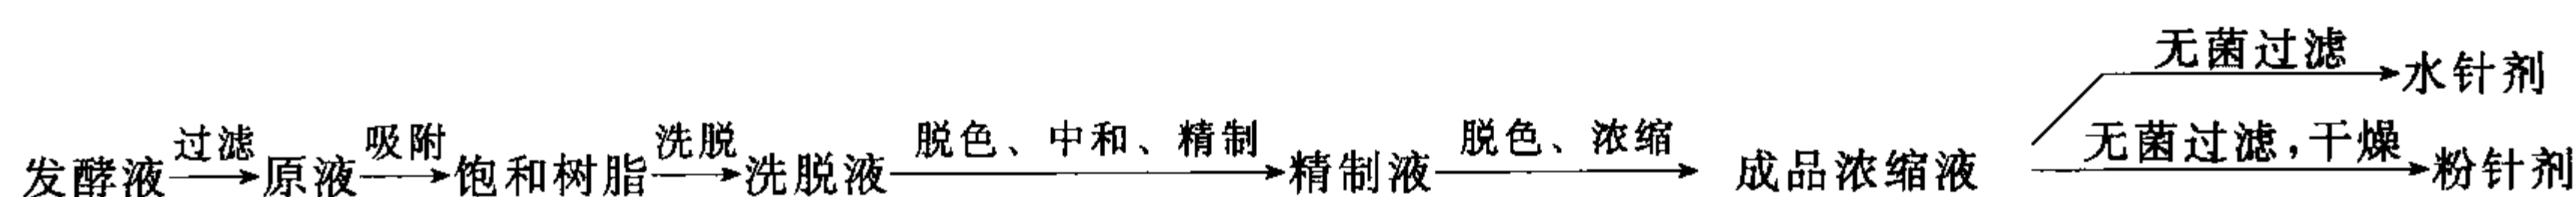 无菌过滤
水针剂
过滤 吸附 洗脱 脱色、中和、精制 脱色、浓缩 无菌过滤,干燥
发酵液 原液 饱和树脂 洗脱液 精制液 成品浓缩液 粉针剂